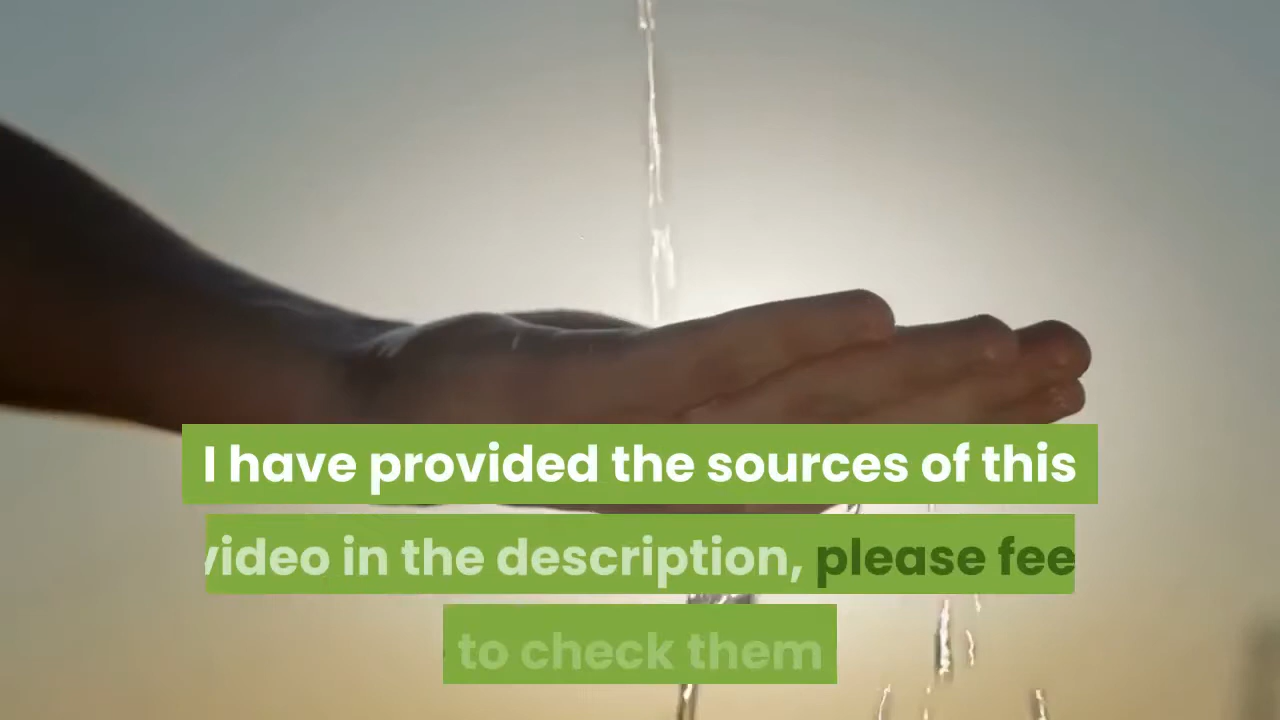 I have provided the sources of this
video in the description, please fee
to check them